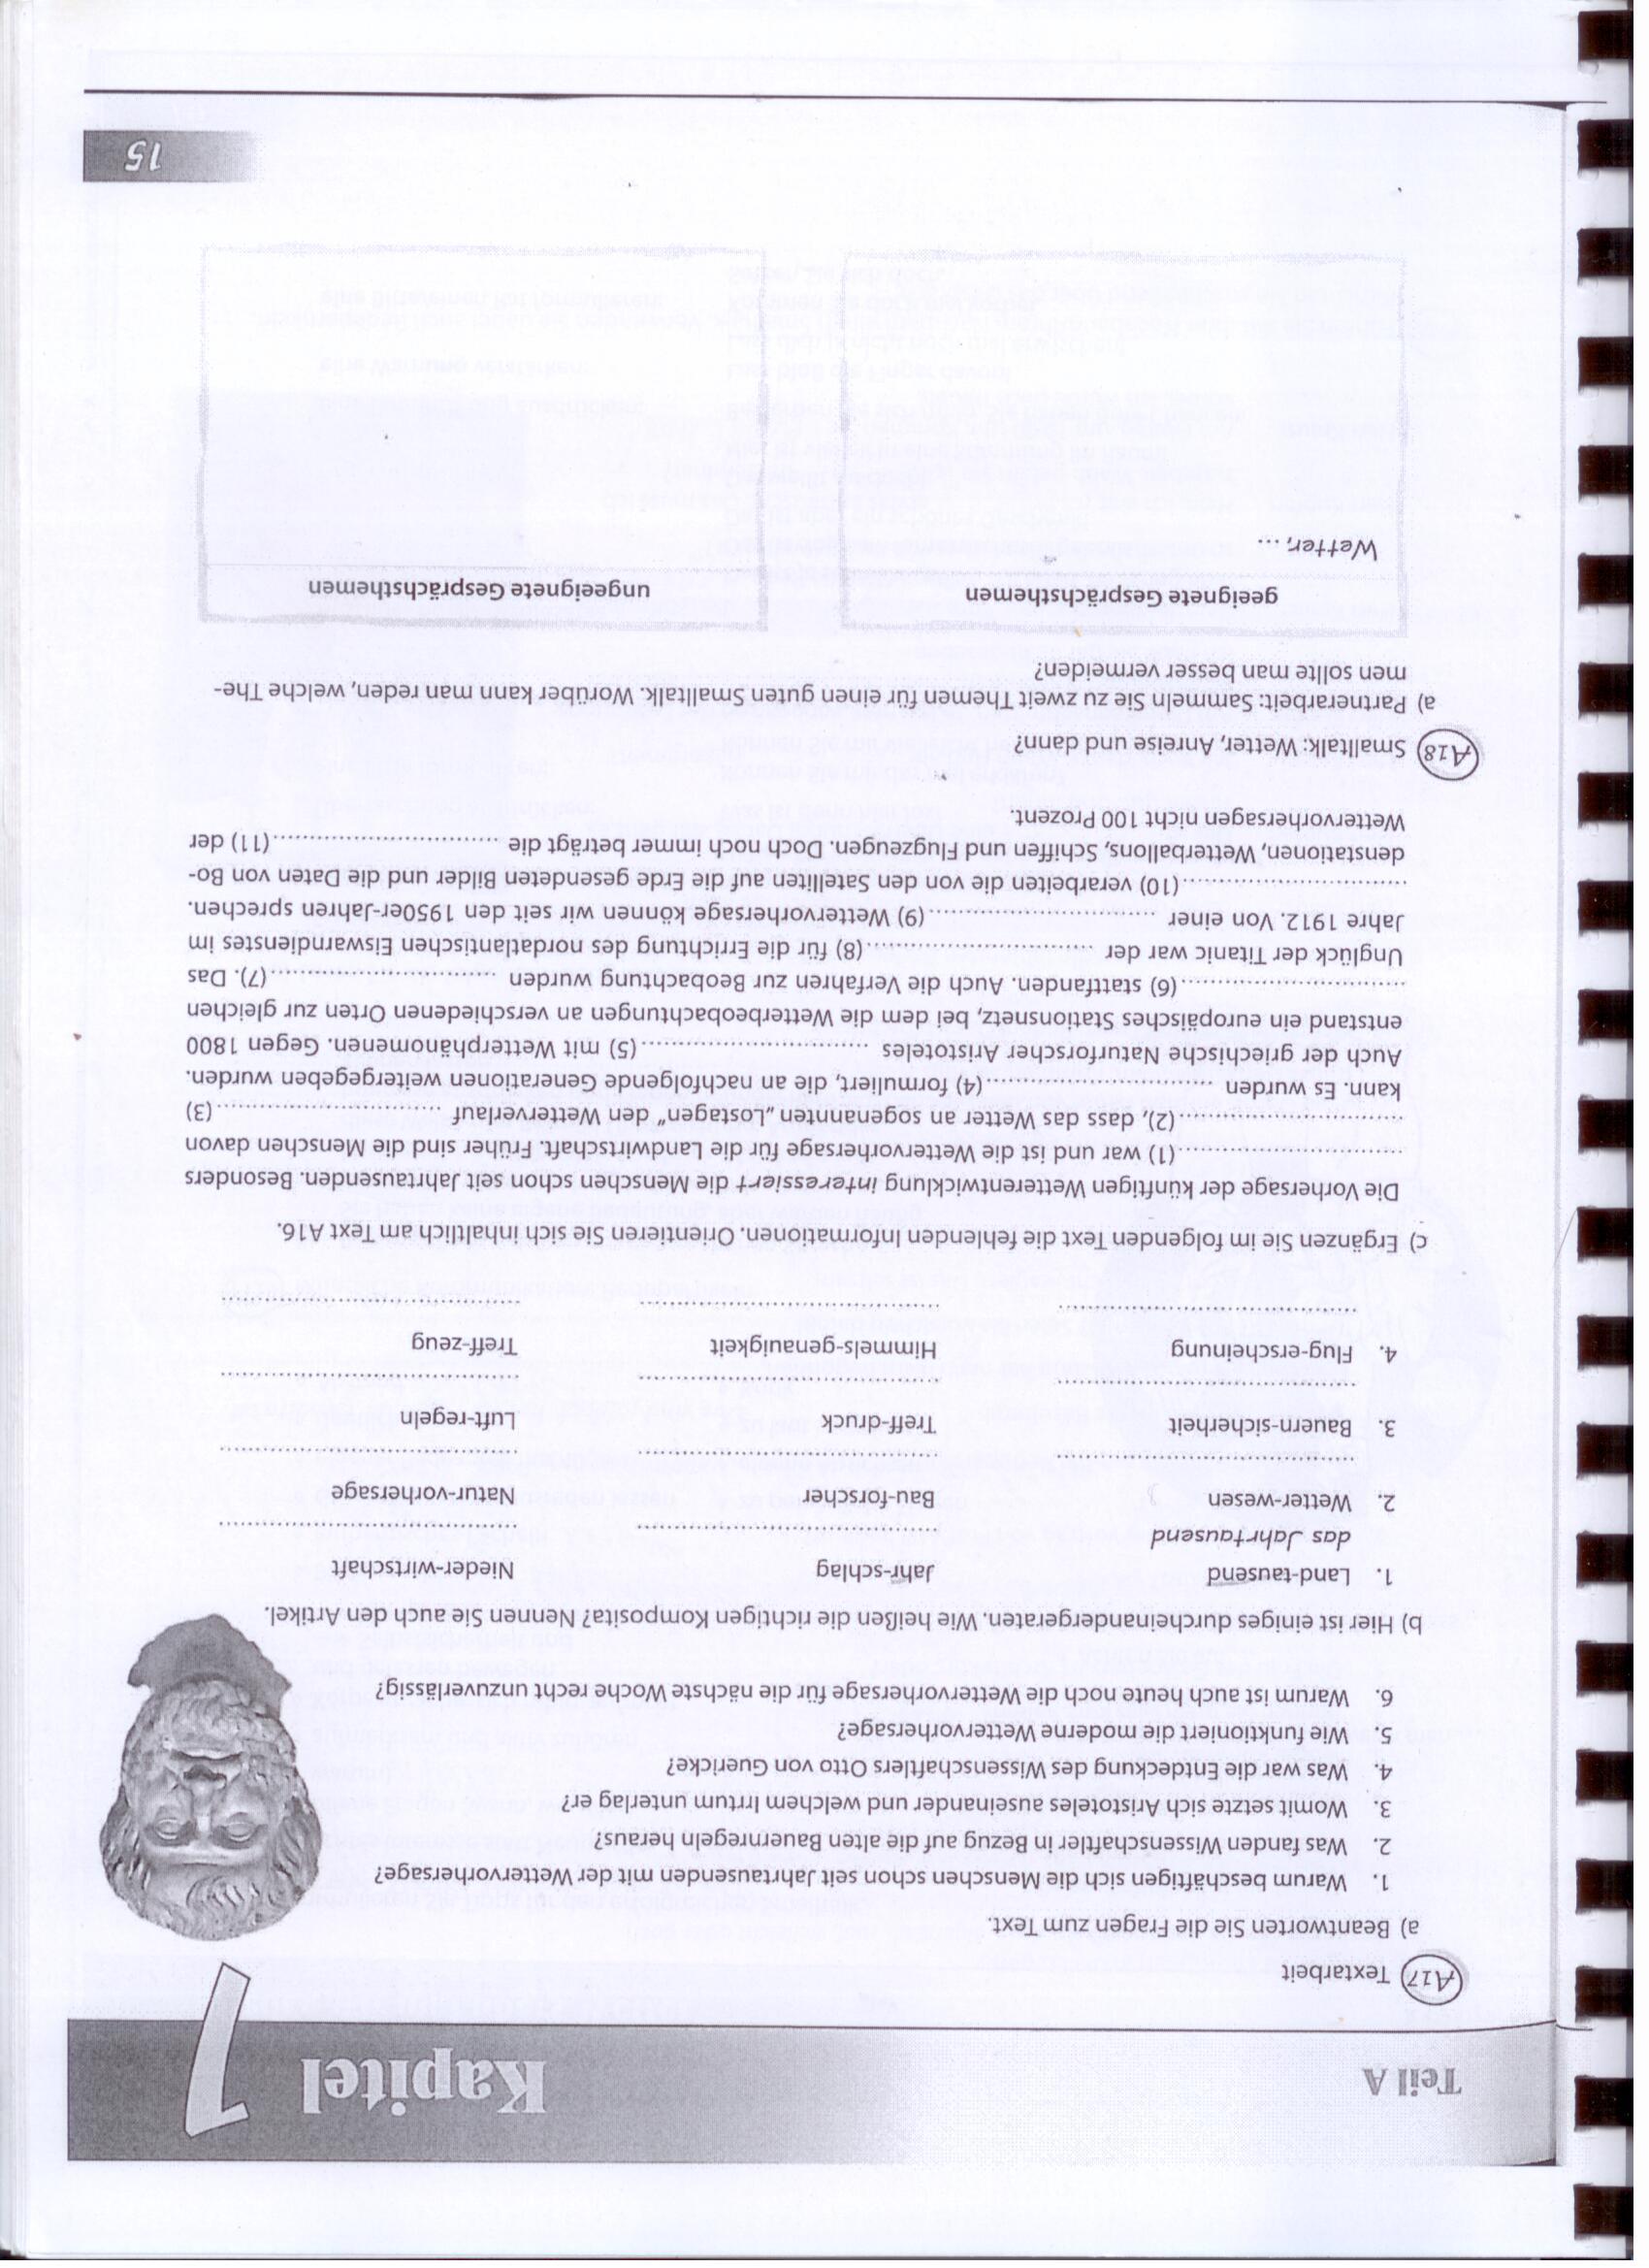 Teil A
Kapitel 1
A17 Textarbeit
a) Beantworten Sie die Fragen zum Text.
1. Warum beschäftigen sich die Menschen schon seit Jahrtausenden mit der Wettervorhersage?
2. Was fanden Wissenschaftler in Bezug auf die alten Bauernregeln heraus?
3. Womit setzte sich Aristoteles auseinander und welchem Irrtum unterlag er?
4. Was war die Entdeckung des Wissenschaftlers Otto von Guericke?
5. Wie funktioniert die moderne Wettervorhersage?
6. Warum ist auch heute noch die Wettervorhersage für die nächste Woche recht unzuverlässig?
b) Hier ist einiges durcheinandergeraten. Wie heißen die richtigen Komposita? Nennen Sie auch den Artikel.
1. Land-tausend Jahr-schlag Nieder-wirtschaft
das Jahrtausend .............................. ..............................
2. Wetter-wesen Bau-forscher Natur-vorhersage
.............................. .............................. ..............................
3. Bauern-sicherheit Treff-druck Luft-regeln
.............................. .............................. ..............................
4. Flug-erscheinung Himmels-genauigkeit Treff-zeug
.............................. .............................. ..............................
c) Ergänzen Sie im folgenden Text die fehlenden Informationen. Orientieren Sie sich inhaltlich am Text A16.
Die Vorhersage der künftigen Wetterentwicklung interessiert die Menschen schon seit Jahrtausenden. Besonders
.............................. (1) war und ist die Wettervorhersage für die Landwirtschaft. Früher sind die Menschen davon
.............................. (2), dass das Wetter an sogenannten „Lostagen“ den Wetterverlauf .............................. (3)
kann. Es wurden .............................. (4) formuliert, die an nachfolgende Generationen weitergegeben wurden.
Auch der griechische Naturforscher Aristoteles .............................. (5) mit Wetterphänomenen. Gegen 1800
entstand ein europäisches Stationsnetz, bei dem die Wetterbeobachtungen an verschiedenen Orten zur gleichen
.............................. (6) stattfanden. Auch die Verfahren zur Beobachtung wurden .............................. (7). Das
Unglück der Titanic war der .............................. (8) für die Errichtung des nordatlantischen Eiswarndienstes im
Jahre 1912. Von einer .............................. (9) Wettervorhersage können wir seit den 1950er-Jahren sprechen.
.............................. (10) verarbeiten die von den Satelliten auf die Erde gesendeten Bilder und die Daten von Bo-
denstationen, Wetterballons, Schiffen und Flugzeugen. Doch noch immer beträgt die .............................. (11) der
Wettervorhersagen nicht 100 Prozent.
A18 Smalltalk: Wetter, Anreise und dann?
a) Partnerarbeit: Sammeln Sie zu zweit Themen für einen guten Smalltalk. Worüber kann man reden, welche The-
men sollte man besser vermeiden?
geeignete Gesprächsthemen ungeeignete Gesprächsthemen
Wetter, ...
15